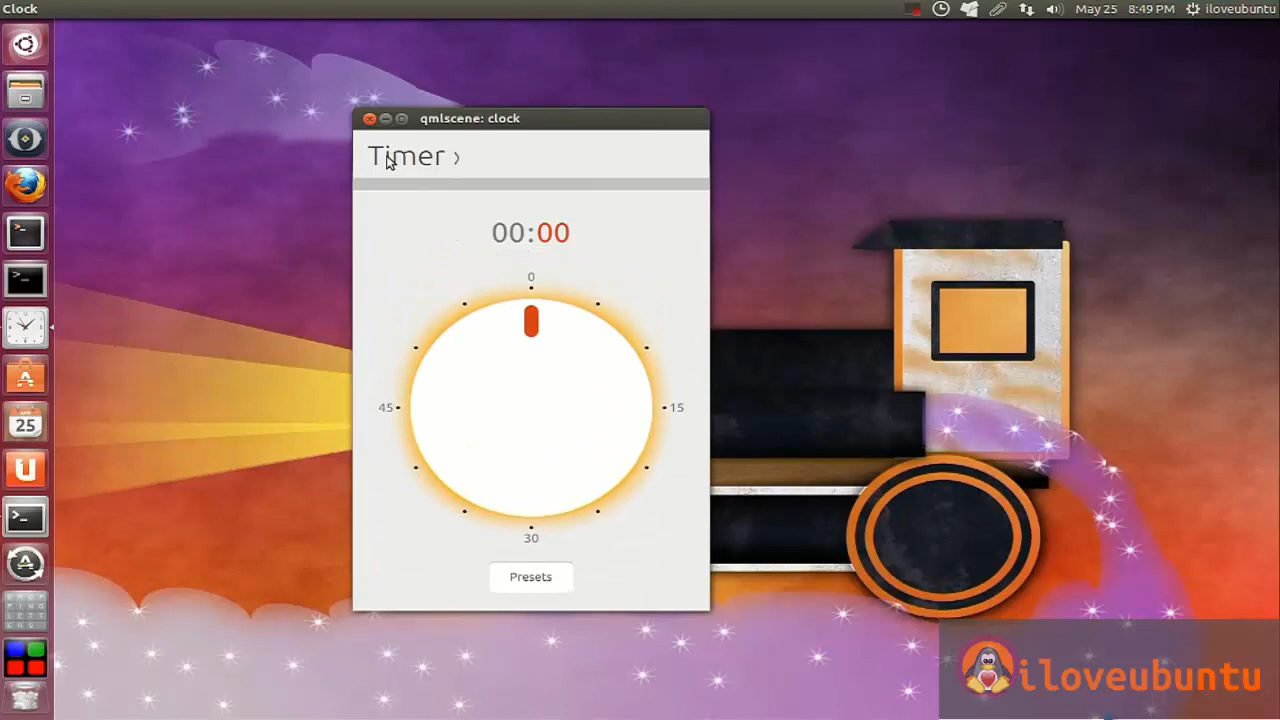 Clock
May 25 8:49 PM iloveubuntu
qmlscene: clock
Timer ›
00:00
0
45
15
30
Presets
25
iloveubuntu